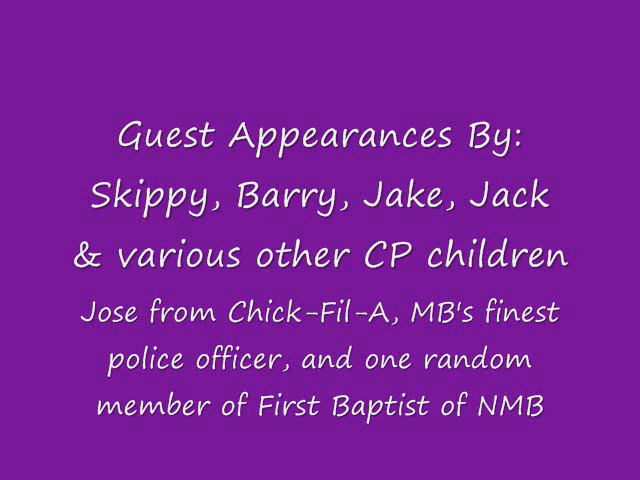 Guest Appearances By:
Skippy, Barry, Jake, Jack
& various other CP children
Jose from Chick-Fil-A, MB's finest
police officer, and one random
member of First Baptist of NMB